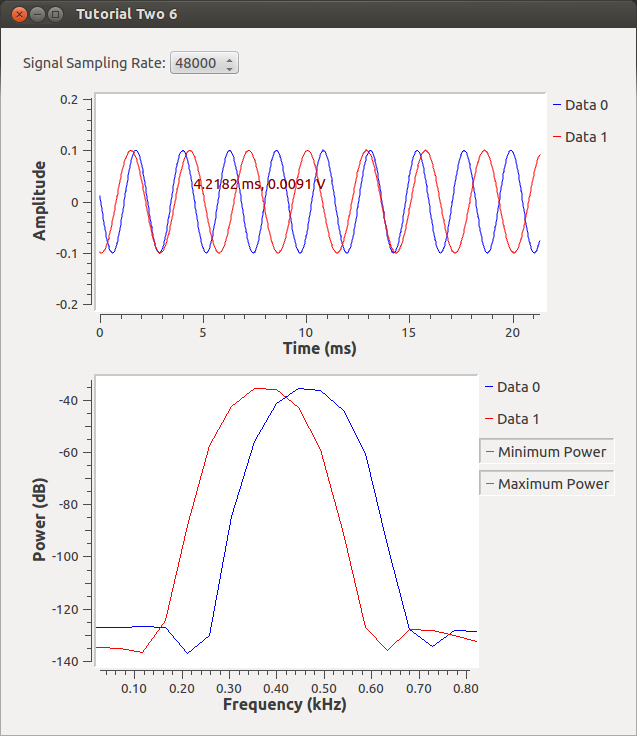 Tutorial Two 6
Signal Sampling Rate: 48000
0.2
0.1
0
-0.1
-0.2
Amplitude
4.2182 ms, 0.0091 V
Data 0
Data 1
0 5 10 15 20
Time (ms)
-40
-60
-80
-100
-120
-140
Power (dB)
Data 0
Data 1
Minimum Power
Maximum Power
0.10 0.20 0.30 0.40 0.50 0.60 0.70 0.80
Frequency (kHz)